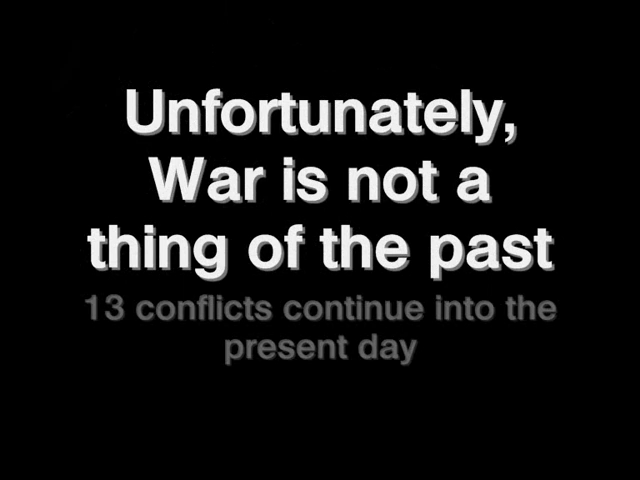 Unfortunately,
War is not a
thing of the past
13 conflicts continue into the
present day